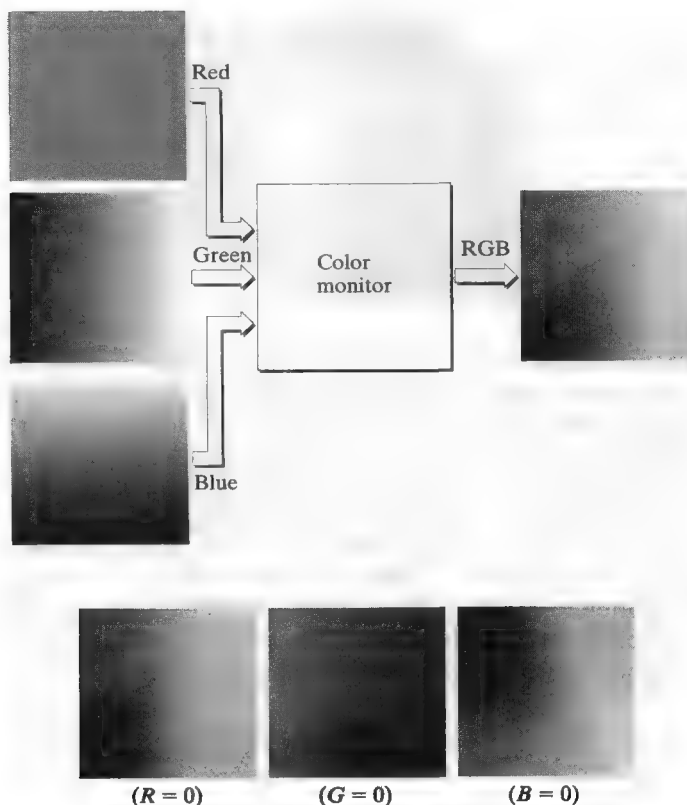 Red
Green
Color
monitor
RGB
Blue
(R = 0)
(G = 0)
(B = 0)